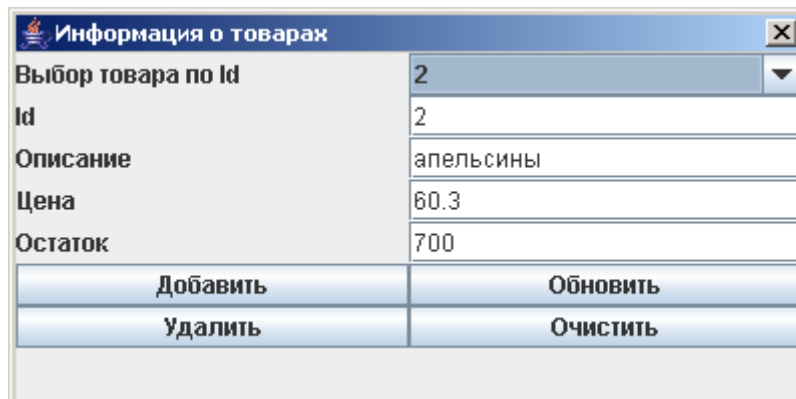 Информация о товарах
Выбор товара по Id 2
Id 2
Описание апельсины
Цена 60.3
Остаток 700
Добавить Обновить
Удалить Очистить